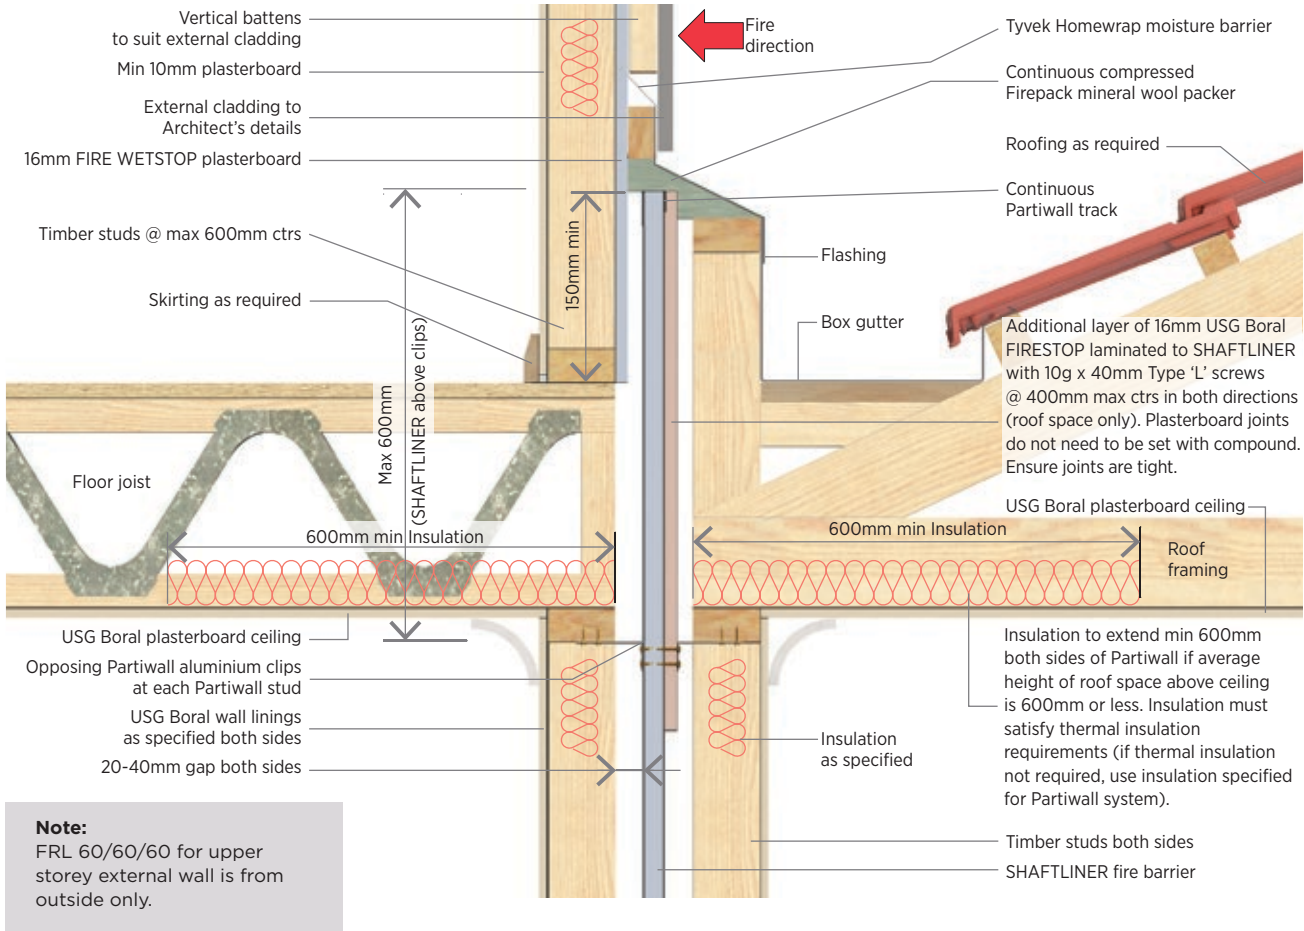 Vertical battens
to suit external cladding
Min 10mm plasterboard
External cladding to
Architect's details
16mm FIRE WETSTOP plasterboard
Timber studs @ max 600mm ctrs
Skirting as required
Fire
direction
Tyvek Homewrap moisture barrier
Continuous compressed
Firepack mineral wool packer
Roofing as required
Continuous
Partiwall track
Flashing
Box gutter
150mm min
Max 600mm
(SHAFTLINER above clips)
Additional layer of 16mm USG Boral
FIRESTOP laminated to SHAFTLINER
with 10g x 40mm Type ‘L’ screws
@ 400mm max ctrs in both directions
(roof space only). Plasterboard joints
do not need to be set with compound.
Ensure joints are tight.
Floor joist
USG Boral plasterboard ceiling
600mm min Insulation
600mm min Insulation
Roof
framing
USG Boral plasterboard ceiling
Opposing Partiwall aluminium clips
at each Partiwall stud
USG Boral wall linings
as specified both sides
20-40mm gap both sides
Insulation
as specified
Insulation to extend min 600mm
both sides of Partiwall if average
height of roof space above ceiling
is 600mm or less. Insulation must
satisfy thermal insulation
requirements (if thermal insulation
not required, use insulation specified
for Partiwall system).
Timber studs both sides
SHAFTLINER fire barrier
Note:
FRL 60/60/60 for upper
storey external wall is from
outside only.